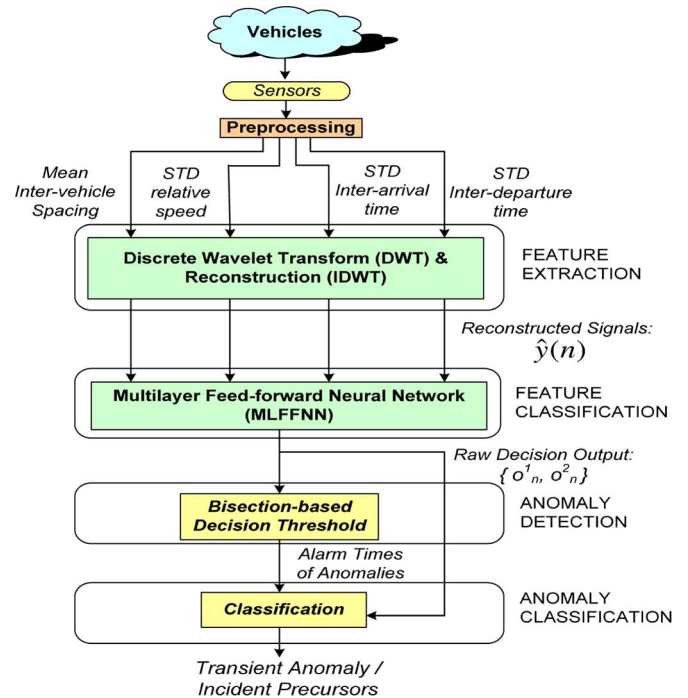 Vehicles
Sensors
Preprocessing
Mean
Inter-vehicle
Spacing
STD
relative
speed
STD
Inter-arrival
time
STD
Inter-departure
time
Discrete Wavelet Transform (DWT) &
Reconstruction (IDWT)
FEATURE
EXTRACTION
Reconstructed Signals:
ŷ(n)
Multilayer Feed-forward Neural Network
(MLFFNN)
FEATURE
CLASSIFICATION
Raw Decision Output:
{ o¹ₙ, o²ₙ }
Bisection-based
Decision Threshold
ANOMALY
DETECTION
Alarm Times
of Anomalies
Classification
ANOMALY
CLASSIFICATION
Transient Anomaly /
Incident Precursors